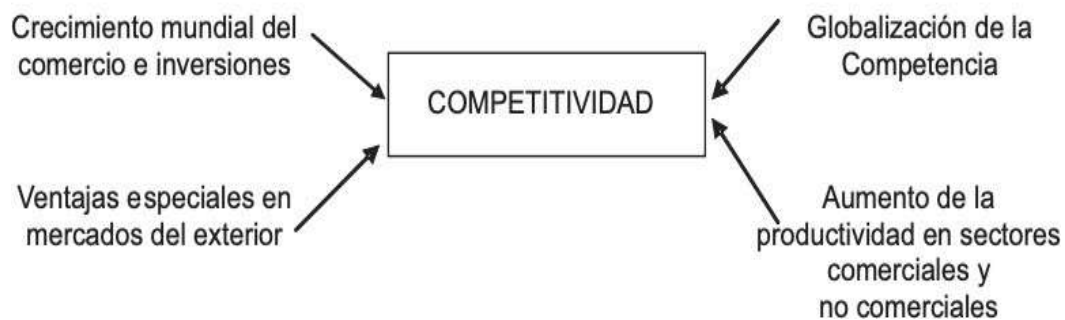 Crecimiento mundial del
comercio e inversiones
Globalización de la
Competencia
COMPETITIVIDAD
Ventajas especiales en
mercados del exterior
Aumento de la
productividad en sectores
comerciales y
no comerciales